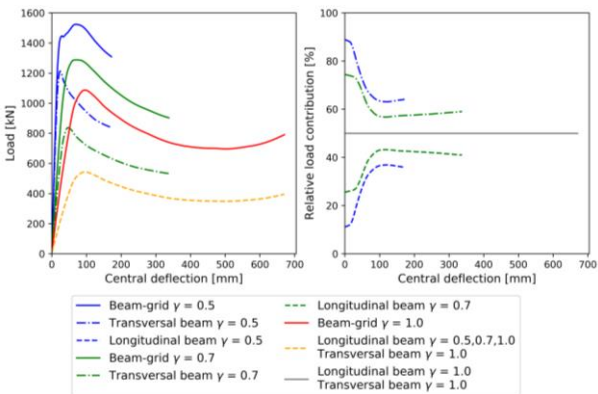 1600
1400
1200
1000
800
600
400
200
0
Load [kN]
0 100 200 300 400 500 600 700
Central deflection [mm]
100
80
60
40
20
0
Relative load contribution [%]
0 100 200 300 400 500 600 700
Central deflection [mm]
Beam-grid γ = 0.5
Transversal beam γ = 0.5
Longitudinal beam γ = 0.5
Beam-grid γ = 0.7
Transversal beam γ = 0.7
Longitudinal beam γ = 0.7
Beam-grid γ = 1.0
Longitudinal beam γ = 0.5,0.7,1.0
Transversal beam γ = 1.0
Longitudinal beam γ = 1.0
Transversal beam γ = 1.0